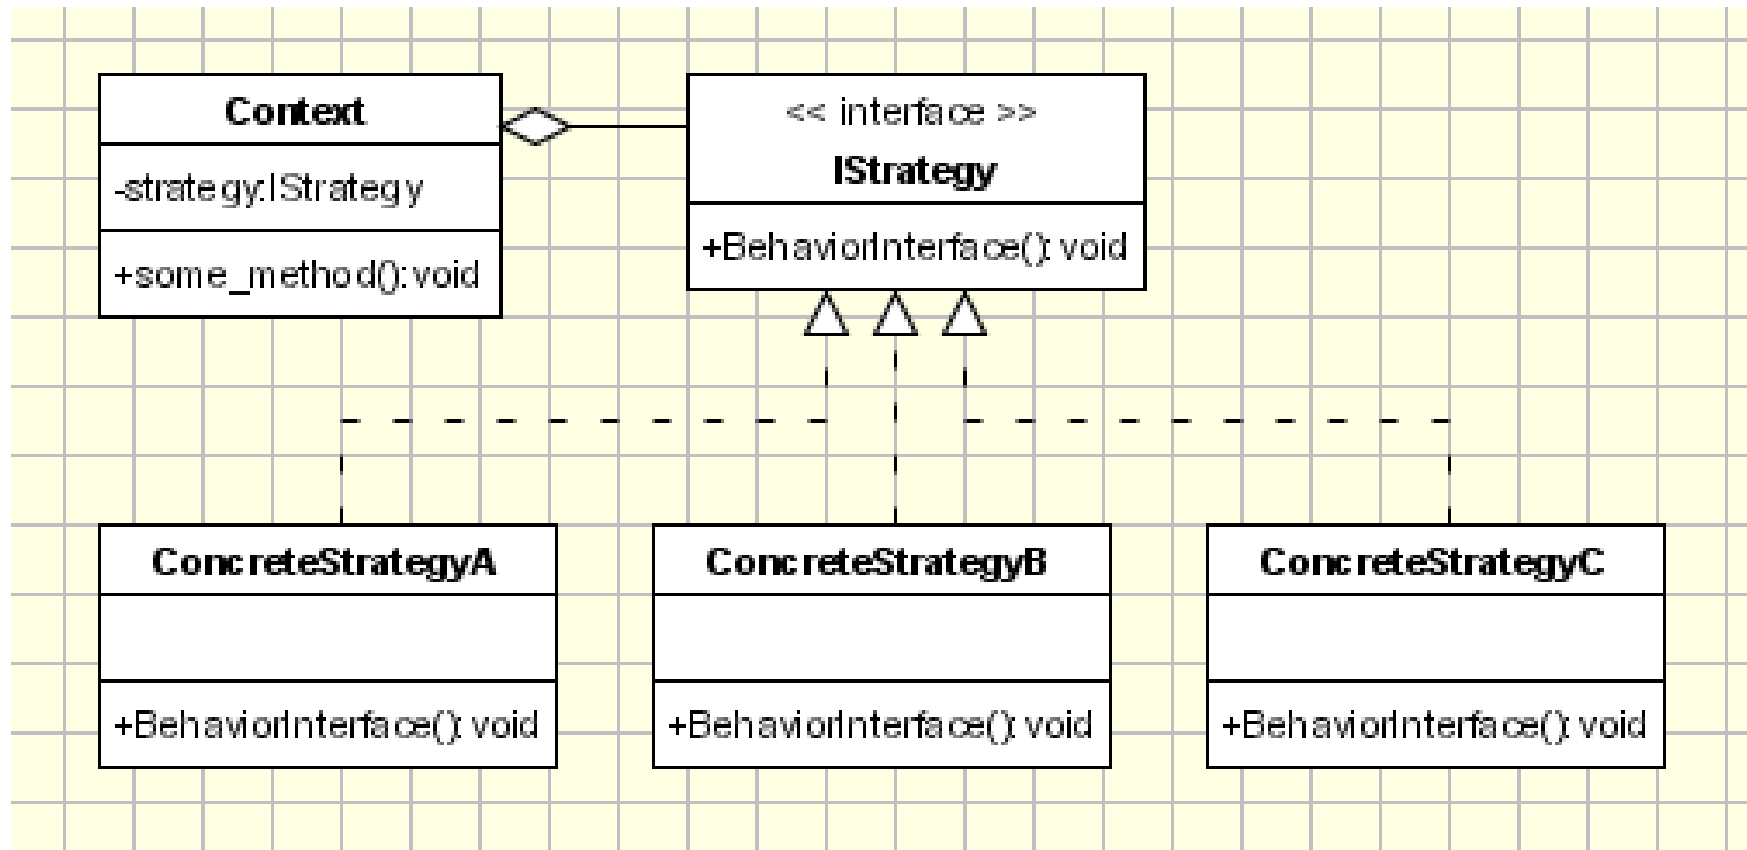 Context
-strategy:IStrategy
+some_method():void
<< interface >>
IStrategy
+BehaviorInterface(): void
ConcreteStrategyA
+BehaviorInterface(): void
ConcreteStrategyB
+BehaviorInterface(): void
ConcreteStrategyC
+BehaviorInterface(): void